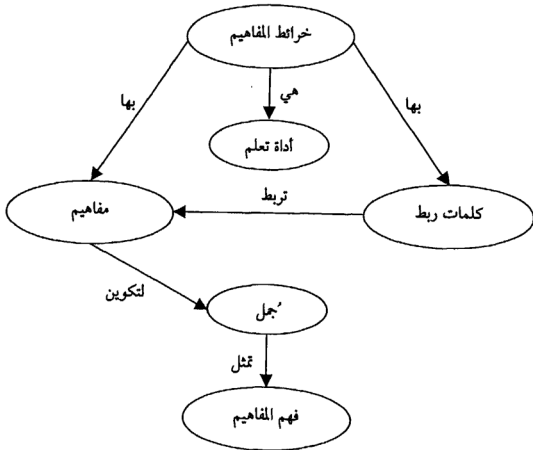 خرائط المفاهيم
بها
هي
بها
أداة تعلم
كلمات ربط
تربط
مفاهيم
لتكوين
جُمل
تمثل
فهم المفاهيم